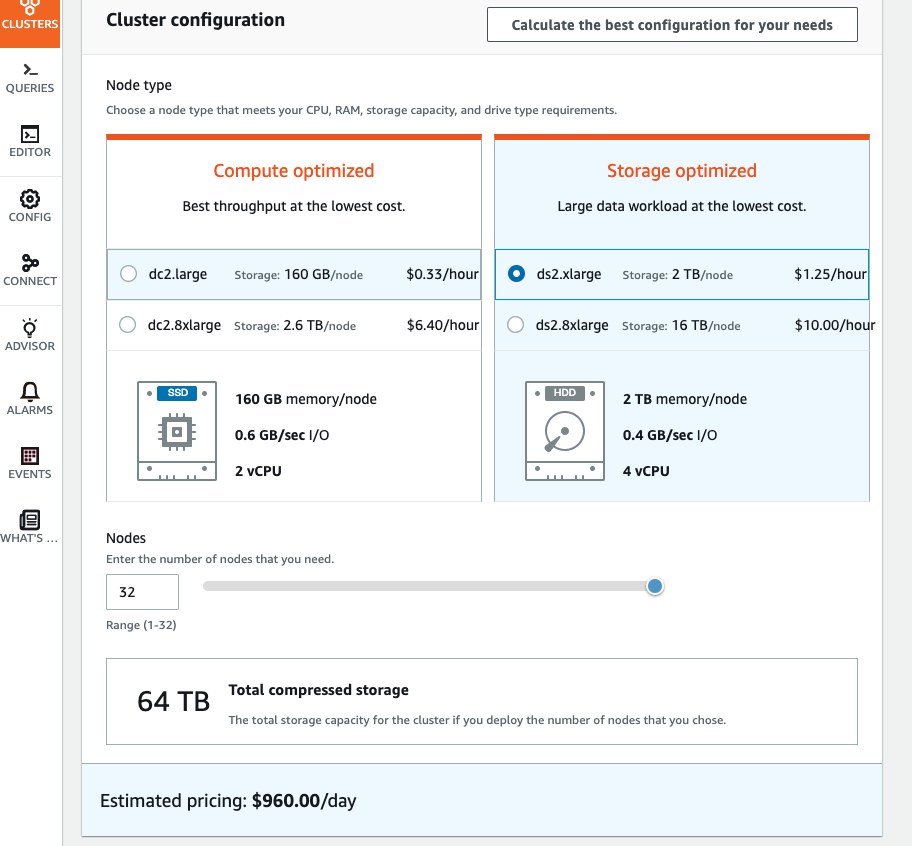 CLUSTERS
QUERIES
EDITOR
CONFIG
CONNECT
ADVISOR
ALARMS
EVENTS
WHAT'S ...
Cluster configuration
Calculate the best configuration for your needs
Node type
Choose a node type that meets your CPU, RAM, storage capacity, and drive type requirements.
Compute optimized
Best throughput at the lowest cost.
dc2.large Storage: 160 GB/node $0.33/hour
dc2.8xlarge Storage: 2.6 TB/node $6.40/hour
SSD
160 GB memory/node
0.6 GB/sec I/O
2 vCPU
Storage optimized
Large data workload at the lowest cost.
ds2.xlarge Storage: 2 TB/node $1.25/hour
ds2.8xlarge Storage: 16 TB/node $10.00/hour
HDD
2 TB memory/node
0.4 GB/sec I/O
4 vCPU
Nodes
Enter the number of nodes that you need.
32
Range (1-32)
64 TB
Total compressed storage
The total storage capacity for the cluster if you deploy the number of nodes that you chose.
Estimated pricing: $960.00/day